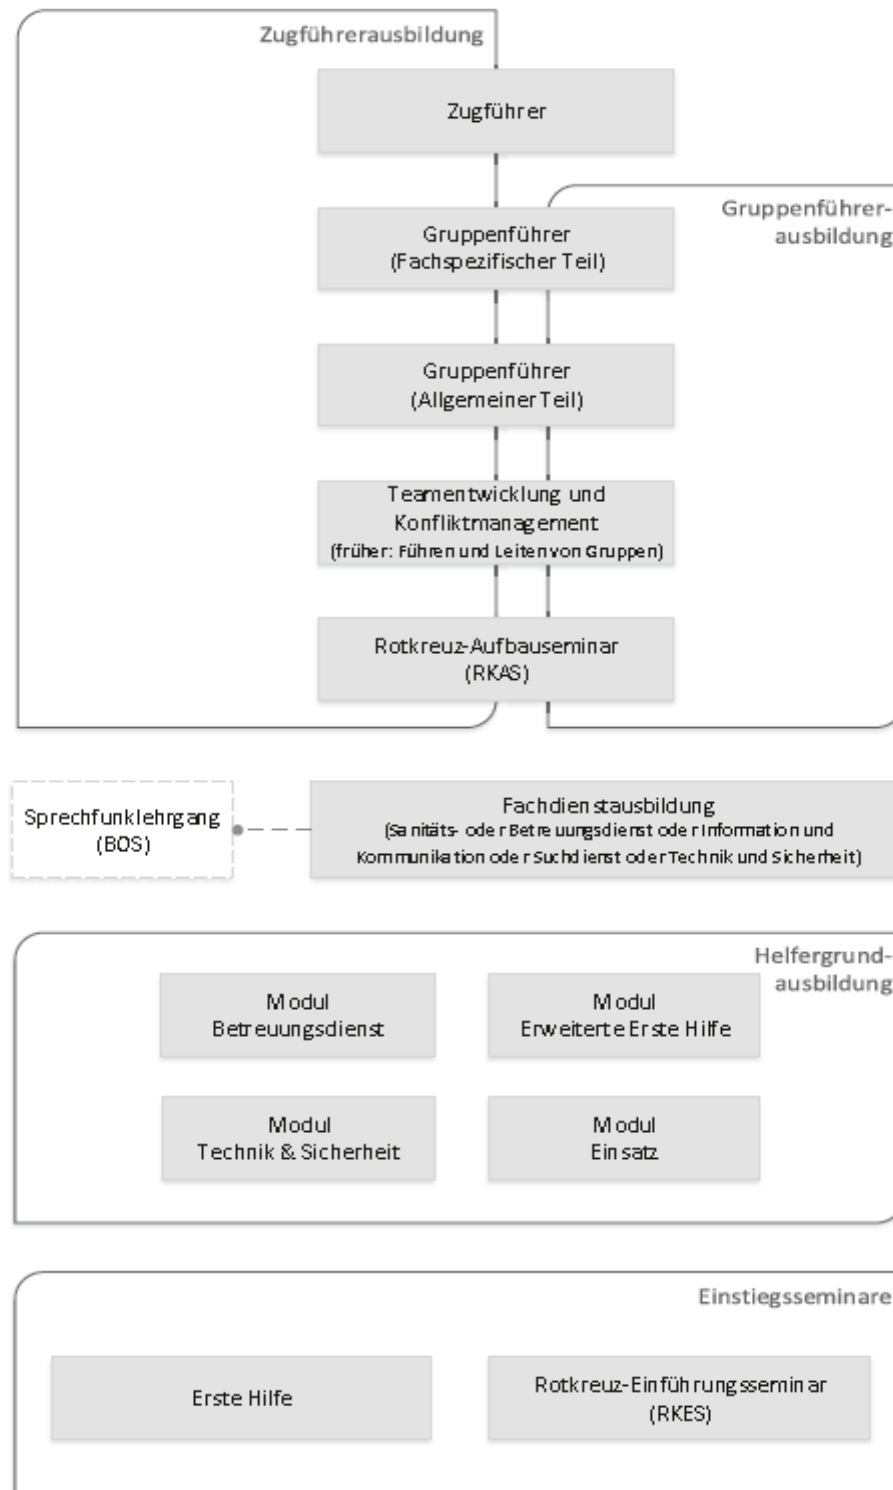 Zugführerausbildung
Zugführer
Gruppenführer-
ausbildung
Gruppenführer
(Fachspezifischer Teil)
Gruppenführer
(Allgemeiner Teil)
Teamentwicklung und
Konfliktmanagement
(früher: Führen und Leiten von Gruppen)
Rotkreuz-Aufbauseminar
(RKAS)
Sprechfunklehrgang
(BOS)
Fachdienstausbildung
(Sanitäts- oder Betreuungsdienst oder Information und
Kommunikation oder Suchdienst oder Technik und Sicherheit)
Helfergrund-
ausbildung
Modul
Betreuungsdienst
Modul
Erweiterte Erste Hilfe
Modul
Technik & Sicherheit
Modul
Einsatz
Einstiegsseminare
Erste Hilfe
Rotkreuz-Einführungsseminar
(RKES)